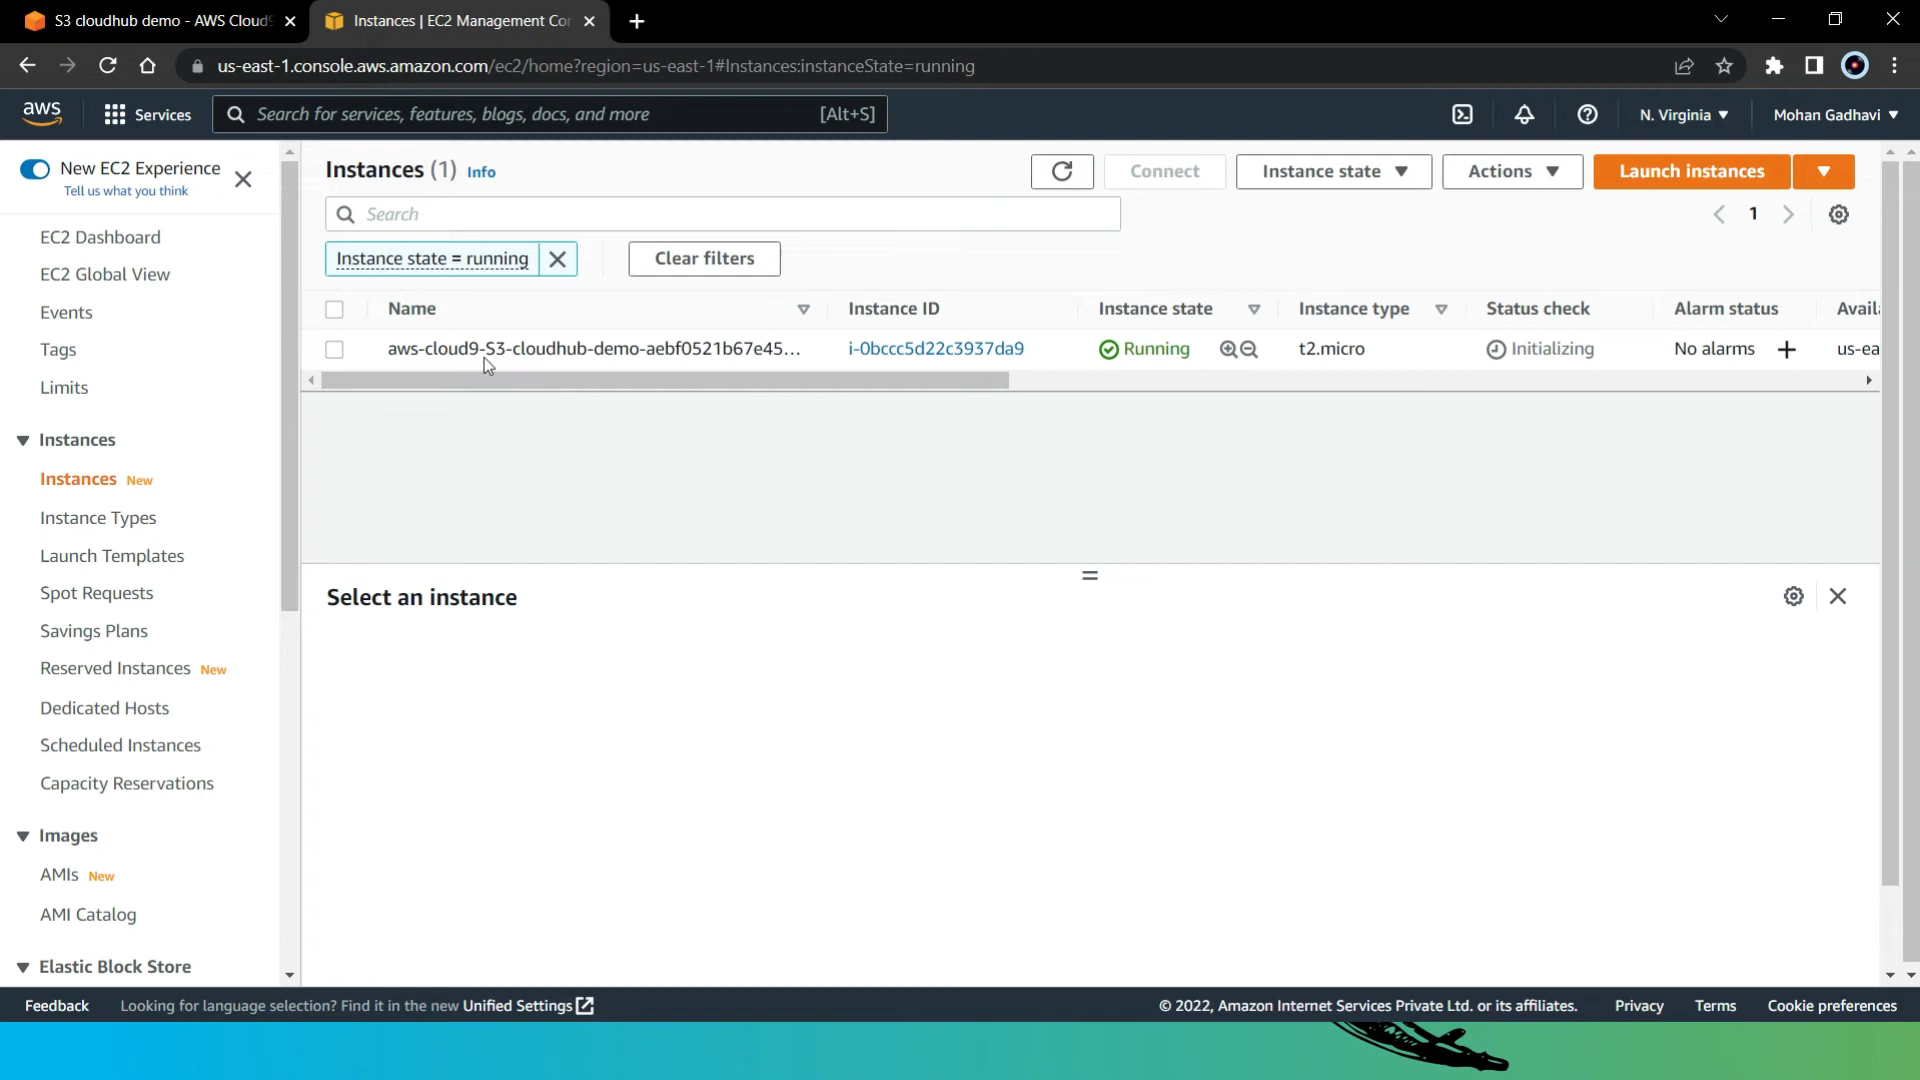 S3 cloudhub demo - AWS Cloud9
Instances | EC2 Management Con
us-east-1.console.aws.amazon.com/ec2/home?region=us-east-1#Instances:instanceState=running
aws
Services
Search for services, features, blogs, docs, and more [Alt+S]
N. Virginia
Mohan Gadhavi
New EC2 Experience
Tell us what you think
EC2 Dashboard
EC2 Global View
Events
Tags
Limits
Instances
Instances New
Instance Types
Launch Templates
Spot Requests
Savings Plans
Reserved Instances New
Dedicated Hosts
Scheduled Instances
Capacity Reservations
Images
AMIs New
AMI Catalog
Elastic Block Store
Instances (1) Info
Connect
Instance state
Actions
Launch instances
Search
1
Instance state = running
Clear filters
Name Instance ID Instance state Instance type Status check Alarm status Avail
aws-cloud9-S3-cloudhub-demo-aebf0521b67e45... i-0bccc5d22c3937da9 Running t2.micro Initializing No alarms + us-ea
Select an instance
Feedback Looking for language selection? Find it in the new Unified Settings
© 2022, Amazon Internet Services Private Ltd. or its affiliates. Privacy Terms Cookie preferences